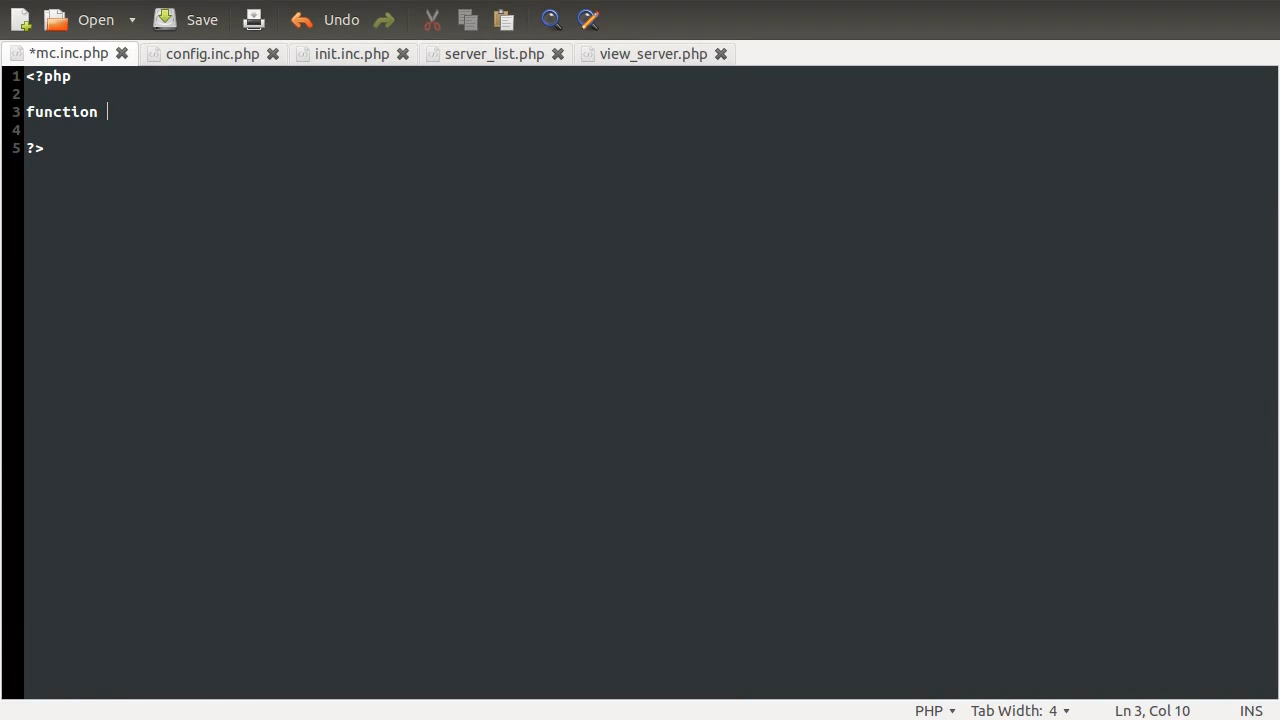 Open Save Undo
*mc.inc.php config.inc.php init.inc.php server_list.php view_server.php
1 <?php
2
3 function
4
5 ?>
PHP Tab Width: 4 Ln 3, Col 10 INS